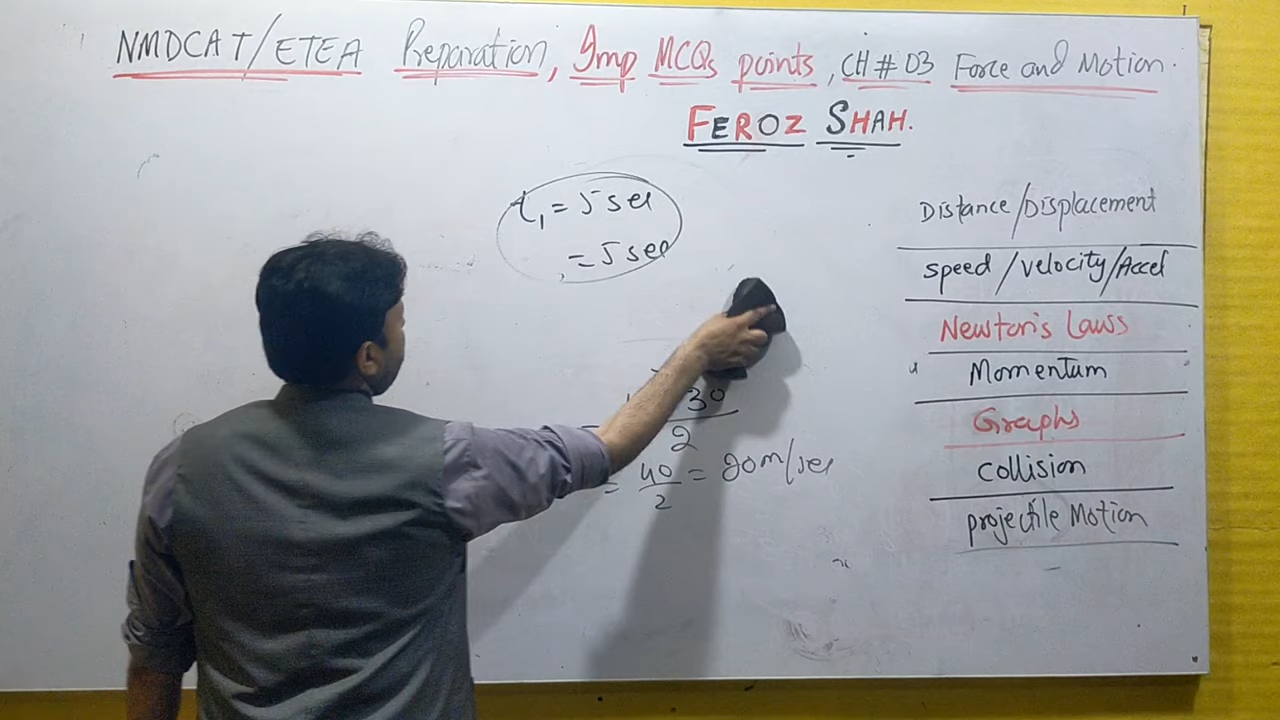 NMDCAT/ETEA Preparation, Imp MCQs points, CH # 03 Force and Motion.
FEROZ SHAH.
t₁ = 5 sec
= 5 sec
30
2
= 40/2 = 20 m/sec
Distance/Displacement
speed/velocity/Accel
Newton's Laws
Momentum
Graphs
collision
projectile Motion